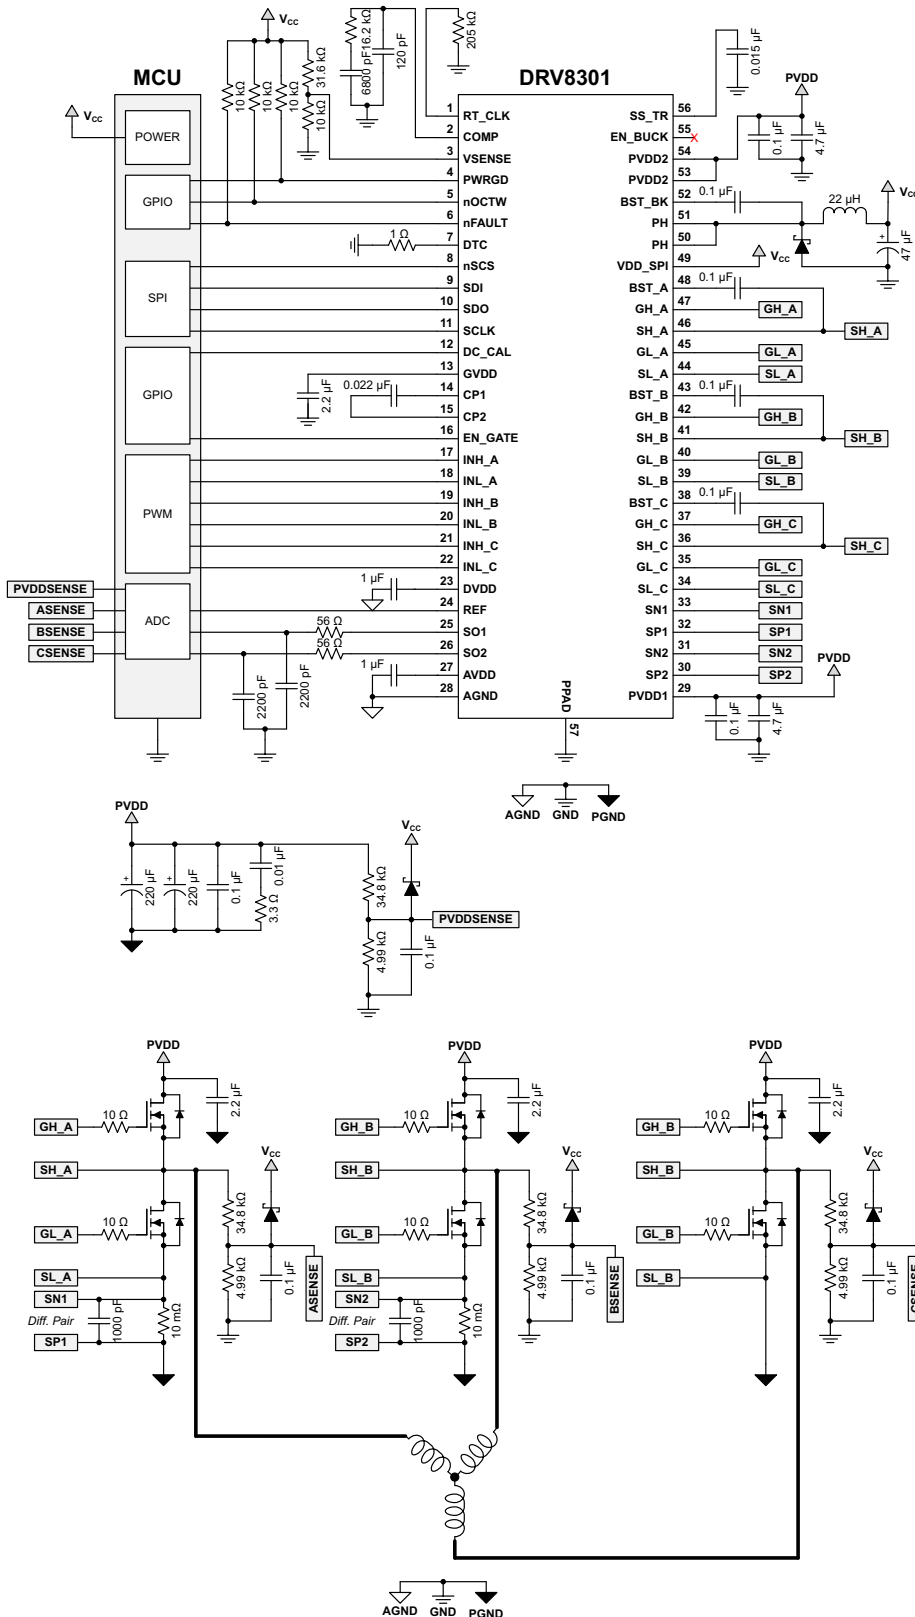 MCU
DRV8301
VCC
VCC
POWER
GPIO
SPI
GPIO
PWM
ADC
10 kΩ
10 kΩ
10 kΩ
31.6 kΩ
10 kΩ
6800 pF
16.2 kΩ
120 pF
205 kΩ
0.015 µF
PVDD
0.1 µF
4.7 µF
1 RT_CLK
2 COMP
3 VSENSE
4 PWRGD
5 nOCTW
6 nFAULT
7 DTC
8 nSCS
9 SDI
10 SDO
11 SCLK
12 DC_CAL
13 GVDD
14 CP1
15 CP2
16 EN_GATE
17 INH_A
18 INL_A
19 INH_B
20 INL_B
21 INH_C
22 INL_C
23 DVDD
24 REF
25 SO1
26 SO2
27 AVDD
28 AGND
1 Ω
2.2 µF
0.022 µF
1 µF
56 Ω
56 Ω
1 µF
2200 pF
2200 pF
PVDDSENSE
ASENSE
BSENSE
CSENSE
SS_TR 56
EN_BUCK 55
PVDD2 54
PVDD2 53
BST_BK 52
PH 51
PH 50
VDD_SPI 49
BST_A 48
GH_A 47
SH_A 46
GL_A 45
SL_A 44
BST_B 43
GH_B 42
SH_B 41
GL_B 40
SL_B 39
BST_C 38
GH_C 37
SH_C 36
GL_C 35
SL_C 34
SN1 33
SP1 32
SN2 31
SP2 30
PVDD1 29
PPAD
57
0.1 µF
22 µH
VCC
+
47 µF
VCC
0.1 µF
GH_A
SH_A
GL_A
SL_A
0.1 µF
GH_B
SH_B
GL_B
SL_B
0.1 µF
GH_C
SH_C
GL_C
SL_C
SN1
SP1
SN2
SP2
PVDD
0.1 µF
4.7 µF
AGND
GND
PGND
PVDD
+
220 µF
+
220 µF
0.1 µF
0.01 µF
3.3 Ω
34.8 kΩ
4.99 kΩ
VCC
0.1 µF
PVDDSENSE
PVDD
2.2 µF
GH_A
10 Ω
SH_A
GL_A
10 Ω
SL_A
SN1
Diff. Pair
SP1
1000 pF
10 mΩ
34.8 kΩ
4.99 kΩ
VCC
0.1 µF
ASENSE
PVDD
2.2 µF
GH_B
10 Ω
SH_B
GL_B
10 Ω
SL_B
SN2
Diff. Pair
SP2
1000 pF
10 mΩ
34.8 kΩ
4.99 kΩ
VCC
0.1 µF
BSENSE
PVDD
2.2 µF
GH_B
10 Ω
SH_B
GL_B
10 Ω
SL_B
34.8 kΩ
4.99 kΩ
VCC
0.1 µF
CSENSE
AGND
GND
PGND